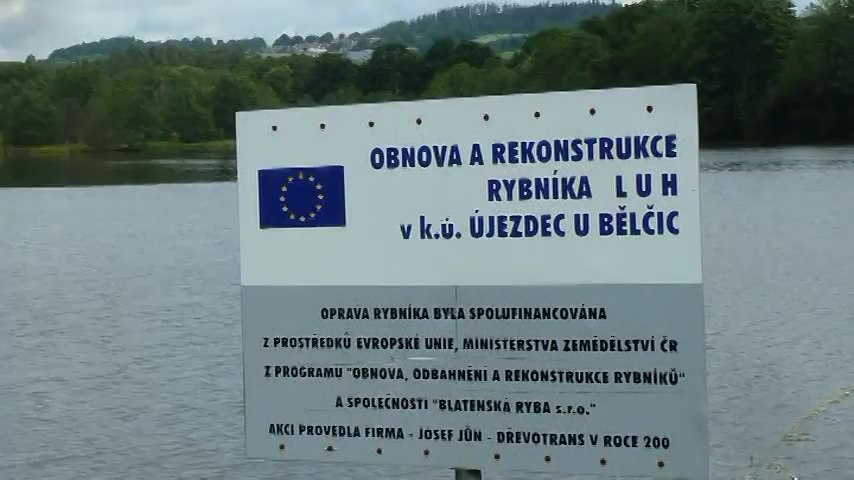 OBNOVA A REKONSTRUKCE
RYBNÍKA LUH
v k.ú. ÚJEZDEC U BĚLČIC
OPRAVA RYBNÍKA BYLA SPOLUFINANCOVÁNA
Z PROSTŘEDKŮ EVROPSKÉ UNIE, MINISTERSTVA ZEMĚDĚLSTVÍ ČR
Z PROGRAMU "OBNOVA, ODBAHNĚNÍ A REKONSTRUKCE RYBNÍKŮ"
A SPOLEČNOSTI "BLATENSKÁ RYBA s.r.o."
AKCI PROVEDLA FIRMA - JOSEF JŮN - DŘEVOTRANS V ROCE 200